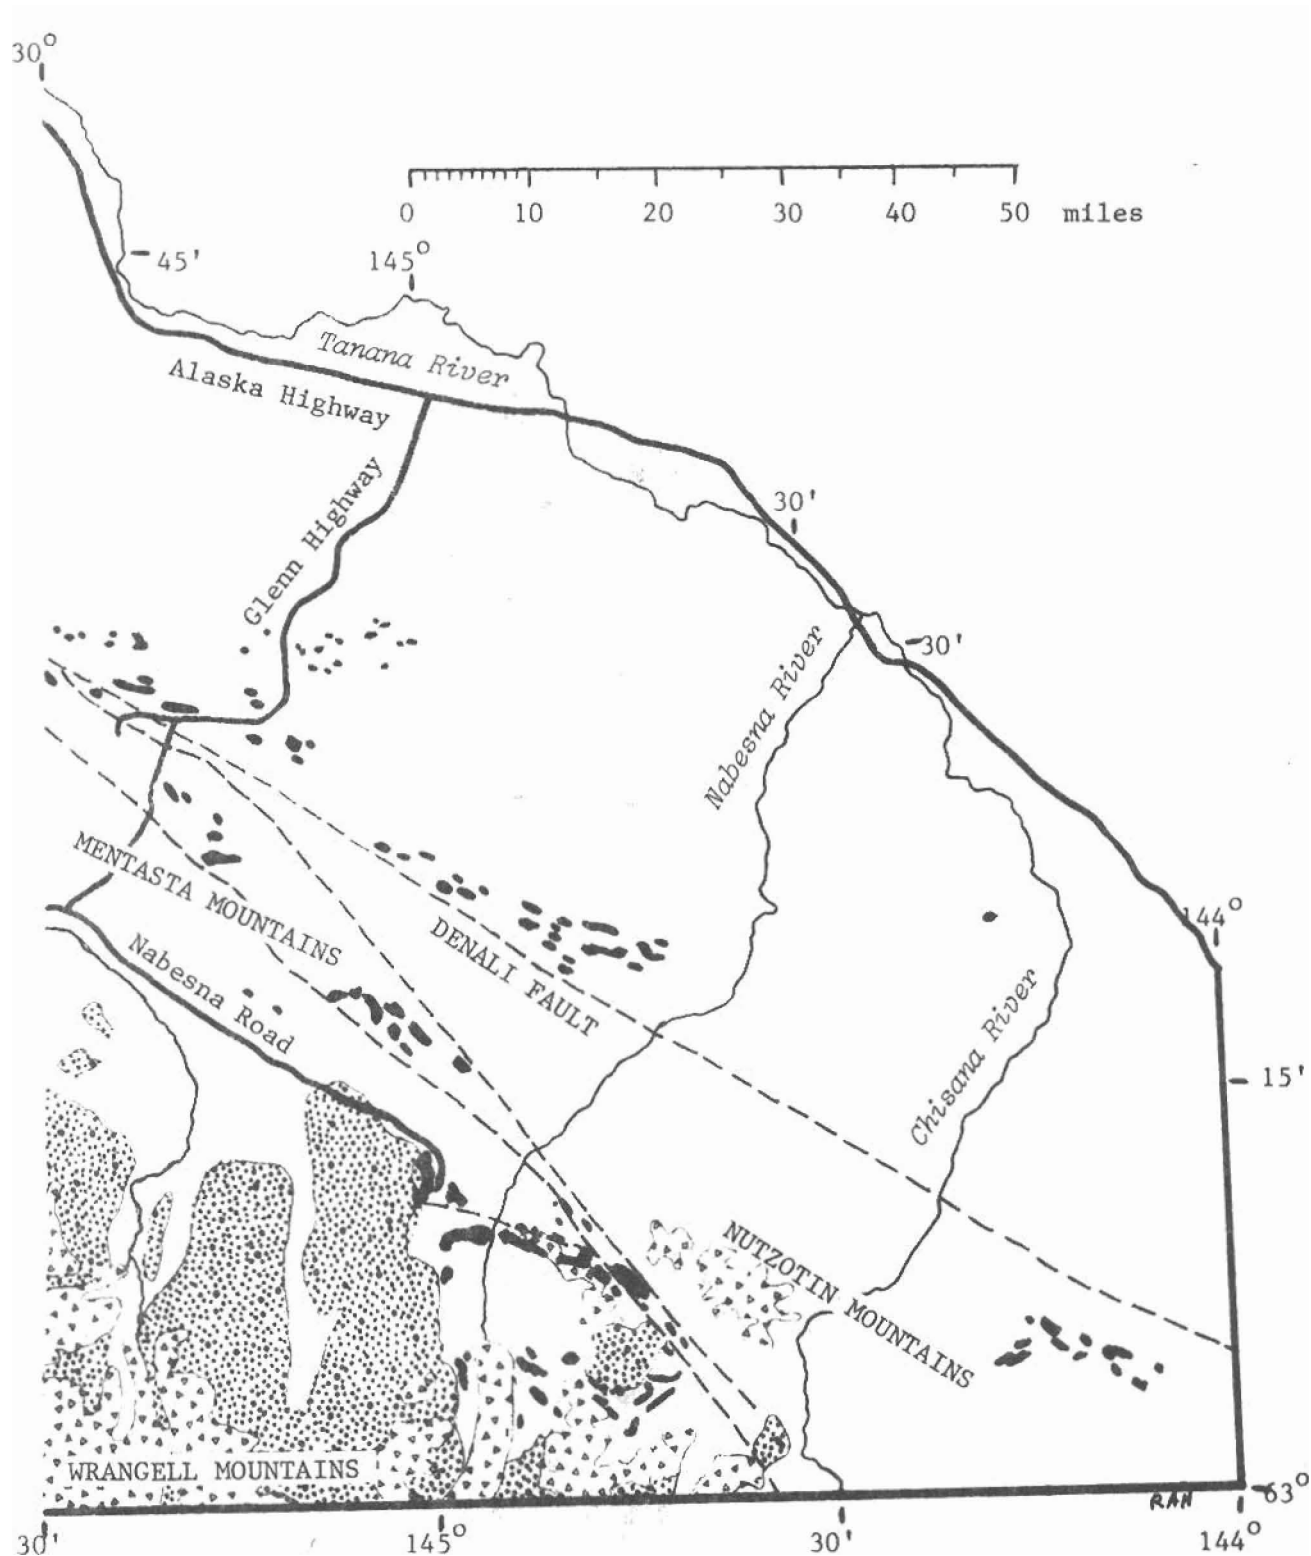 30°
0 10 20 30 40 50 miles
45'
145°
Tanana River
Alaska Highway
Glenn Highway
30'
30'
Nabesna River
MENTASTA MOUNTAINS
144°
DENALI FAULT
Nabesna Road
Chisana River
15'
NUTZOTIN MOUNTAINS
WRANGELL MOUNTAINS
RAN
63°
30' 145° 30' 144°